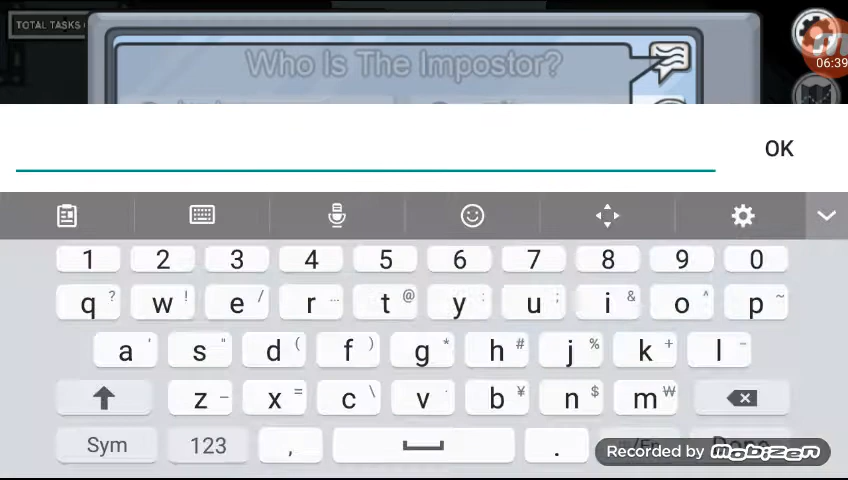 TOTAL TASKS
Who Is The Impostor?
06:39
OK
1 2 3 4 5 6 7 8 9 0
q ? w ! e / r ... t @ y : u ; i & o ^ p ~
a ' s " d ( f ) g * h # j % k + l -
z _ x = c \ v · b ¥ n $ m ₩
Sym 123 , .
Recorded by mobizen